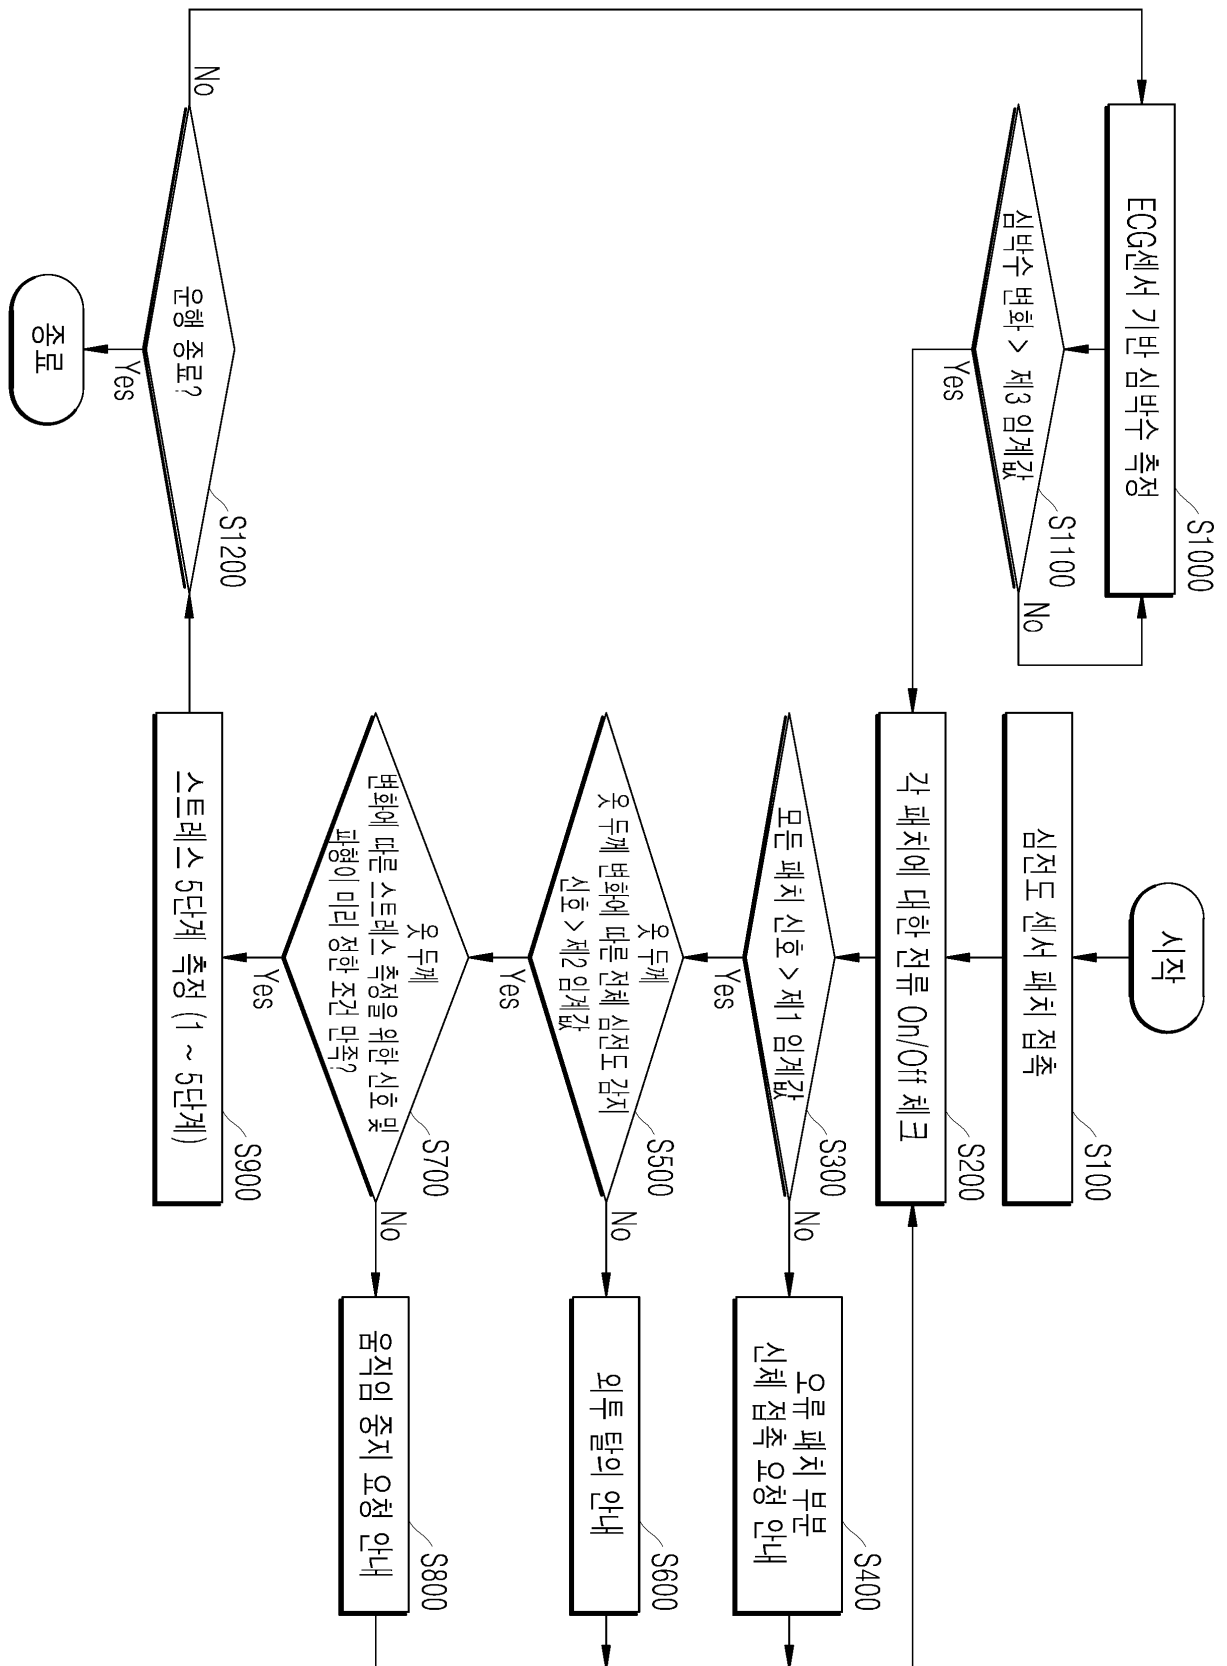 시작
심전도 센서 패치 접촉
S100
각 패치에 대한 전류 On/Off 체크
S200
모든 패치 신호 > 제1 임계값
S300
No
Yes
오류 패치 부분
신체 접촉 요청 안내
S400
옷 두께
옷 두께 변화에 따른 전체 심전도 감지
신호 > 제2 임계값
S500
No
Yes
외투 탈의 안내
S600
옷 두께
변화에 따른 스트레스 측정을 위한 신호 및
파형이 미리 정한 조건 만족?
S700
No
Yes
움직임 중지 요청 안내
S800
스트레스 5단계 측정 (1 ~ 5단계)
S900
ECG센서 기반 심박수 측정
S1000
심박수 변화 > 제3 임계값
S1100
No
Yes
운행 종료?
S1200
No
Yes
종료